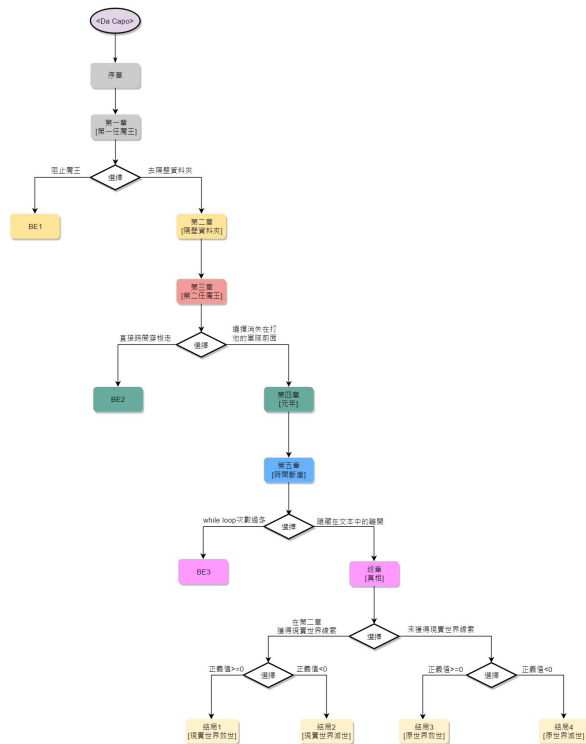 <Da Capo>
序章
第一章
[第一任魔王]
阻止魔王
選擇
去隔壁資料夾
BE1
第二章
[隔壁資料夾]
第三章
[第二任魔王]
直接時間穿梭走
選擇
選擇消失在打
他的軍隊前面
BE2
第四章
[元年]
第五章
[時間斷崖]
while loop次數過多
選擇
隱藏在文本中的離開
BE3
終章
[真相]
在第二章
獲得現實世界線索
選擇
未獲得現實世界線索
正義值>=0
選擇
正義值<0
正義值>=0
選擇
正義值<0
結局1
[現實世界救世]
結局2
[現實世界滅世]
結局3
[原世界救世]
結局4
[原世界滅世]